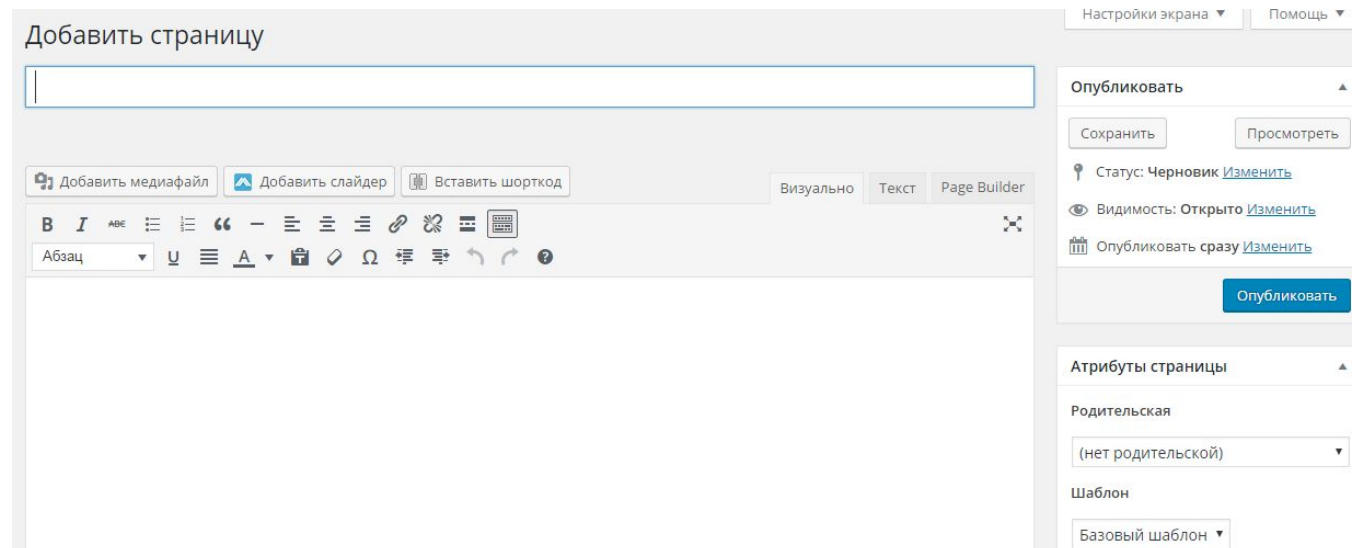 Настройки экрана ▼ Помощь ▼
Добавить страницу
Опубликовать
Сохранить Просмотреть
Добавить медиафайл Добавить слайдер Вставить шорткод
Визуально Текст Page Builder
Статус: Черновик Изменить
Видимость: Открыто Изменить
B I ABE
Абзац U A Ω
Опубликовать сразу Изменить
Опубликовать
Атрибуты страницы
Родительская
(нет родительской)
Шаблон
Базовый шаблон